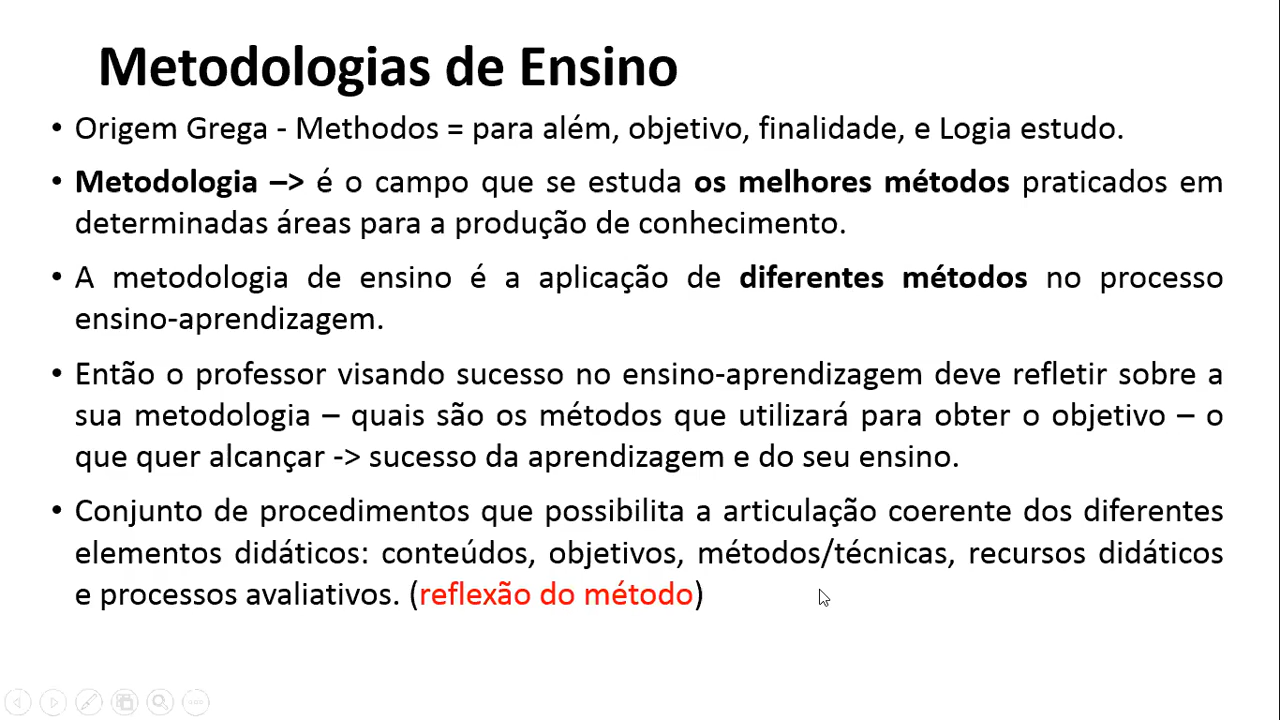 Metodologias de Ensino
• Origem Grega - Methodos = para além, objetivo, finalidade, e Logia estudo.
• Metodologia –> é o campo que se estuda os melhores métodos praticados em
determinadas áreas para a produção de conhecimento.
• A metodologia de ensino é a aplicação de diferentes métodos no processo
ensino-aprendizagem.
• Então o professor visando sucesso no ensino-aprendizagem deve refletir sobre a
sua metodologia – quais são os métodos que utilizará para obter o objetivo – o
que quer alcançar -> sucesso da aprendizagem e do seu ensino.
• Conjunto de procedimentos que possibilita a articulação coerente dos diferentes
elementos didáticos: conteúdos, objetivos, métodos/técnicas, recursos didáticos
e processos avaliativos. (reflexão do método)